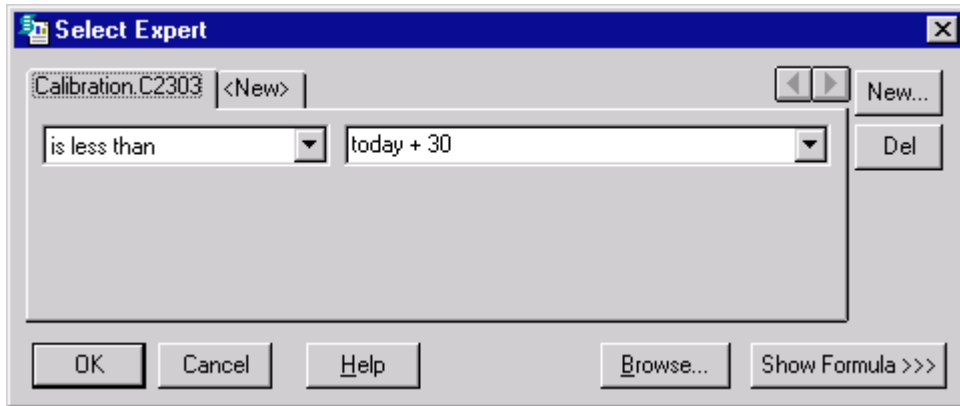 Select Expert
Calibration.C2303 <New> New...
is less than today + 30 Del
OK Cancel Help Browse... Show Formula >>>